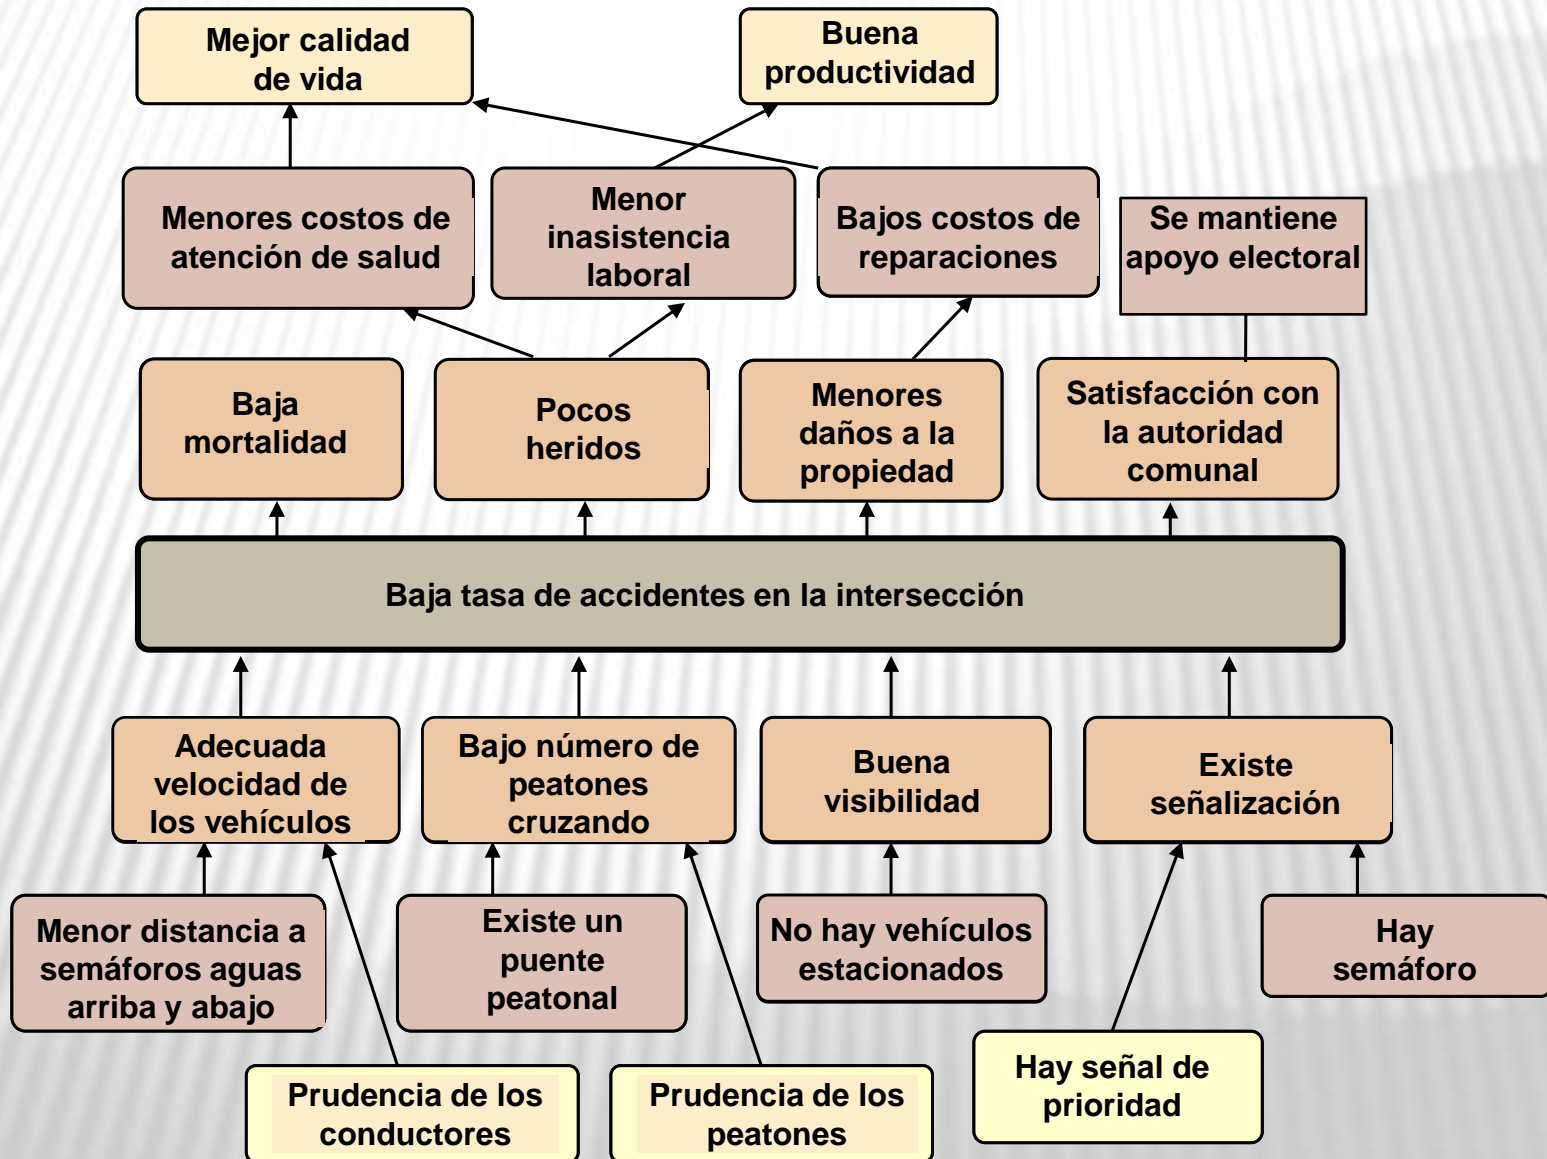 Mejor calidad
de vida
Buena
productividad
Menores costos de
atención de salud
Menor
inasistencia
laboral
Bajos costos de
reparaciones
Se mantiene
apoyo electoral
Baja
mortalidad
Pocos
heridos
Menores
daños a la
propiedad
Satisfacción con
la autoridad
comunal
Baja tasa de accidentes en la intersección
Adecuada
velocidad de
los vehículos
Bajo número de
peatones
cruzando
Buena
visibilidad
Existe
señalización
Menor distancia a
semáforos aguas
arriba y abajo
Existe un
puente
peatonal
No hay vehículos
estacionados
Hay
semáforo
Prudencia de los
conductores
Prudencia de los
peatones
Hay señal de
prioridad